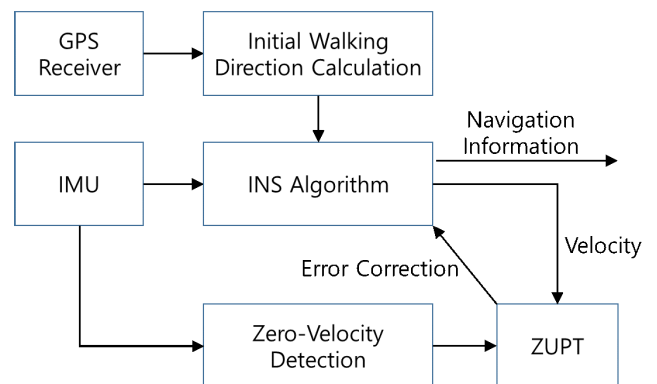 GPS
Receiver
Initial Walking
Direction Calculation
Navigation
Information
IMU
INS Algorithm
Velocity
Error Correction
Zero-Velocity
Detection
ZUPT